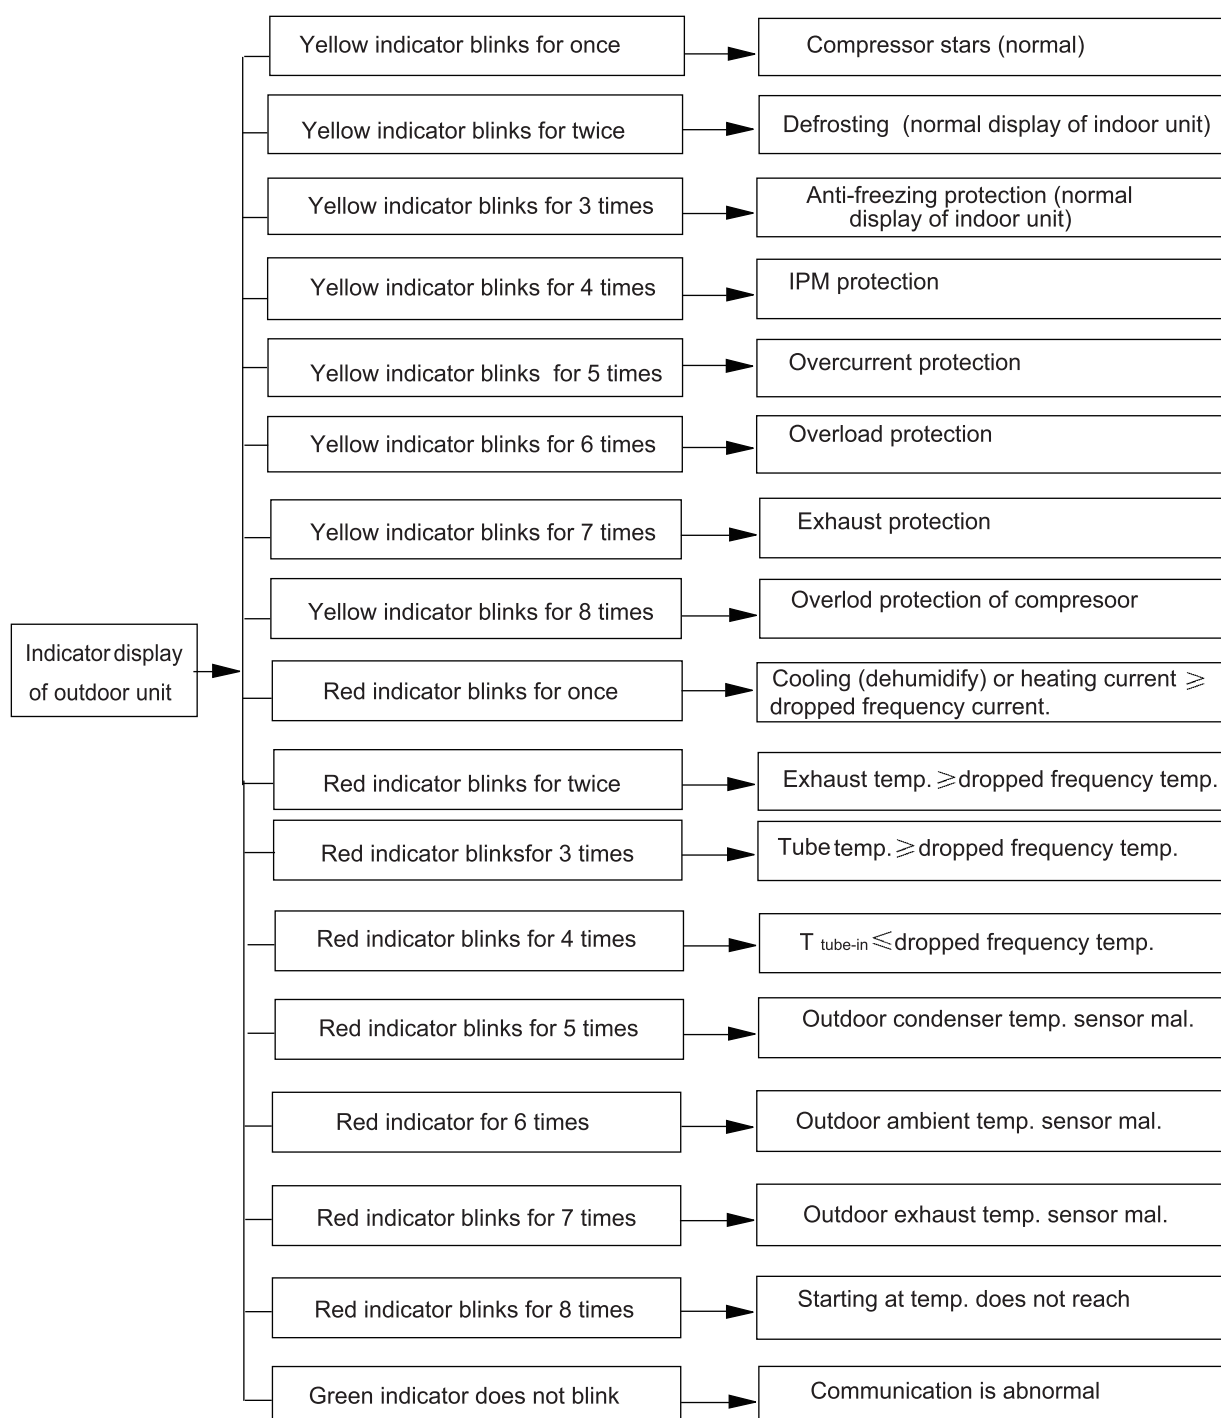 Yellow indicator blinks for once
Compressor stars (normal)
Yellow indicator blinks for twice
Defrosting (normal display of indoor unit)
Yellow indicator blinks for 3 times
Anti-freezing protection (normal
display of indoor unit)
Yellow indicator blinks for 4 times
IPM protection
Yellow indicator blinks for 5 times
Overcurrent protection
Yellow indicator blinks for 6 times
Overload protection
Yellow indicator blinks for 7 times
Exhaust protection
Yellow indicator blinks for 8 times
Overlod protection of compresoor
Indicator display
of outdoor unit
Red indicator blinks for once
Cooling (dehumidify) or heating current ≥
dropped frequency current.
Red indicator blinks for twice
Exhaust temp. ≥dropped frequency temp.
Red indicator blinksfor 3 times
Tube temp. ≥dropped frequency temp.
Red indicator blinks for 4 times
T tube-in ≤dropped frequency temp.
Red indicator blinks for 5 times
Outdoor condenser temp. sensor mal.
Red indicator for 6 times
Outdoor ambient temp. sensor mal.
Red indicator blinks for 7 times
Outdoor exhaust temp. sensor mal.
Red indicator blinks for 8 times
Starting at temp. does not reach
Green indicator does not blink
Communication is abnormal